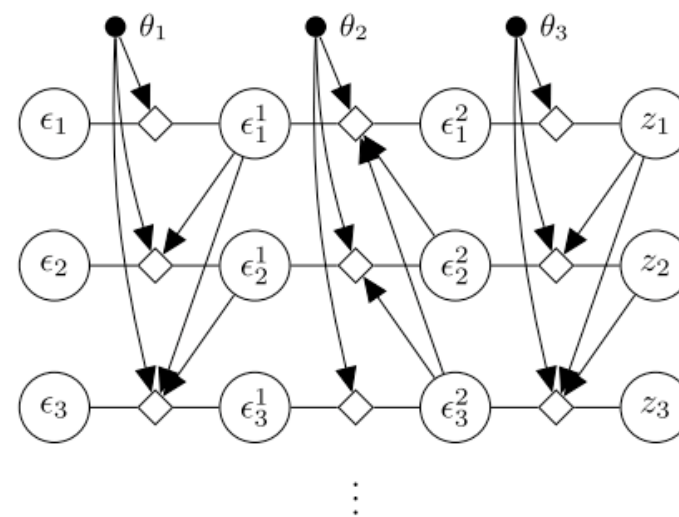 θ₁ θ₂ θ₃
ϵ₁ ϵ₁¹ ϵ₁² z₁
ϵ₂ ϵ₂¹ ϵ₂² z₂
ϵ₃ ϵ₃¹ ϵ₃² z₃
⋮